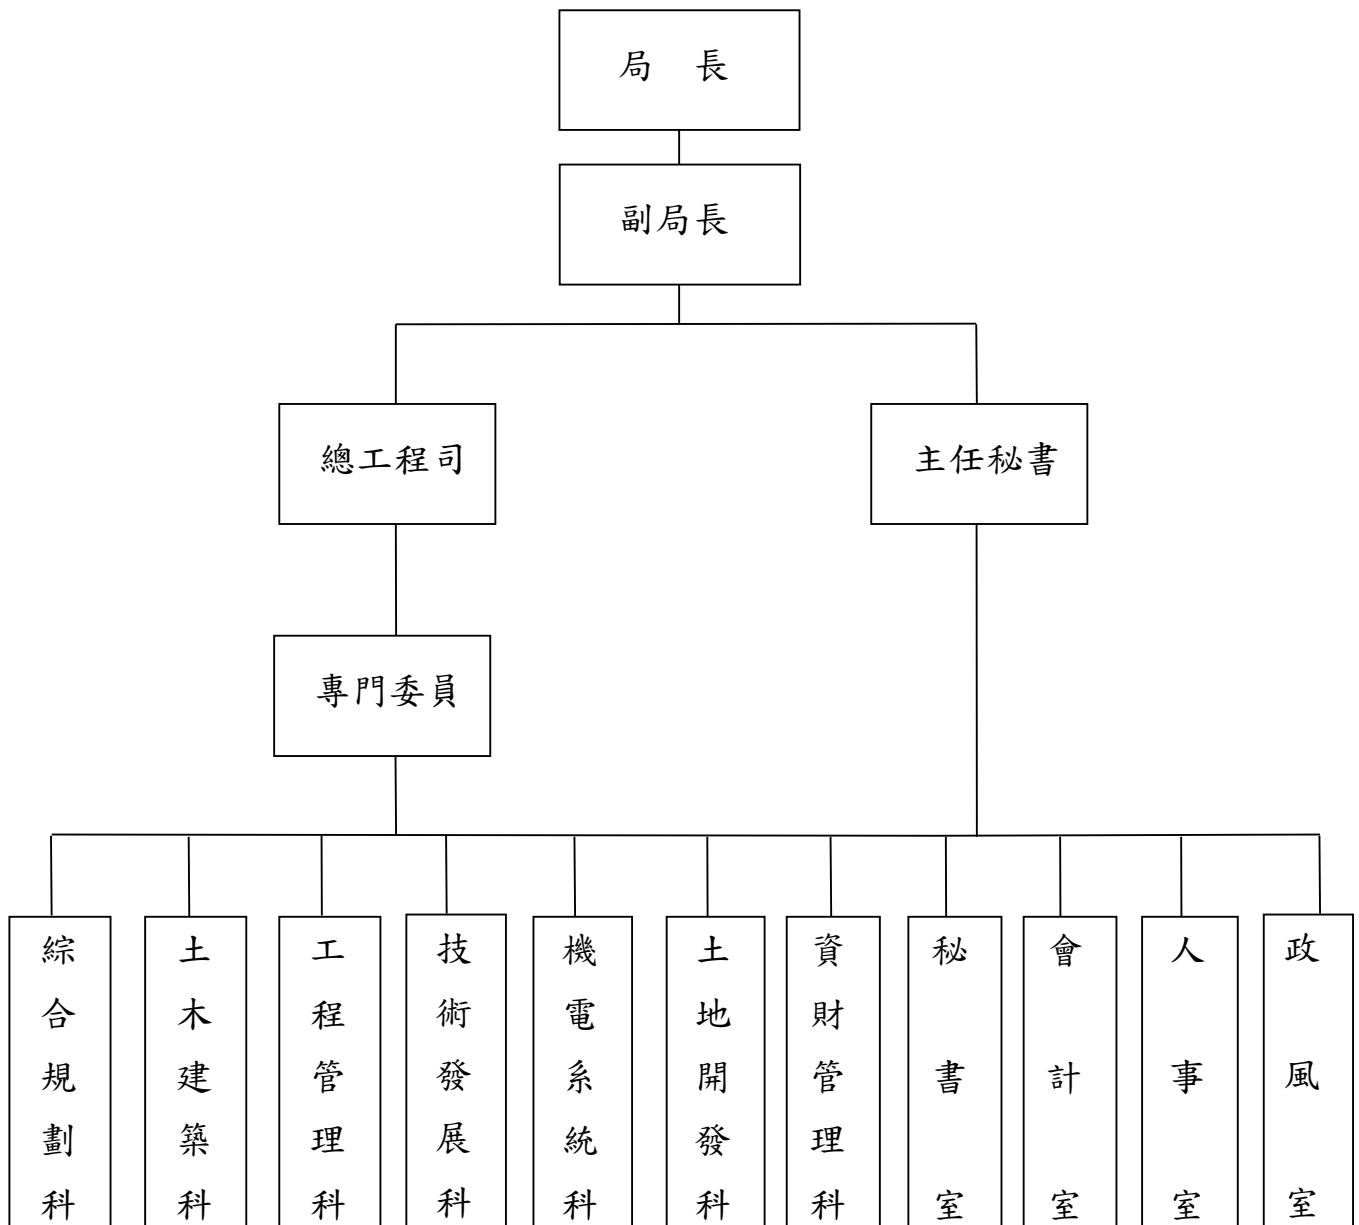 局　長
副局長
總工程司
主任秘書
專門委員
綜合規劃科
土木建築科
工程管理科
技術發展科
機電系統科
土地開發科
資財管理科
秘書室
會計室
人事室
政風室